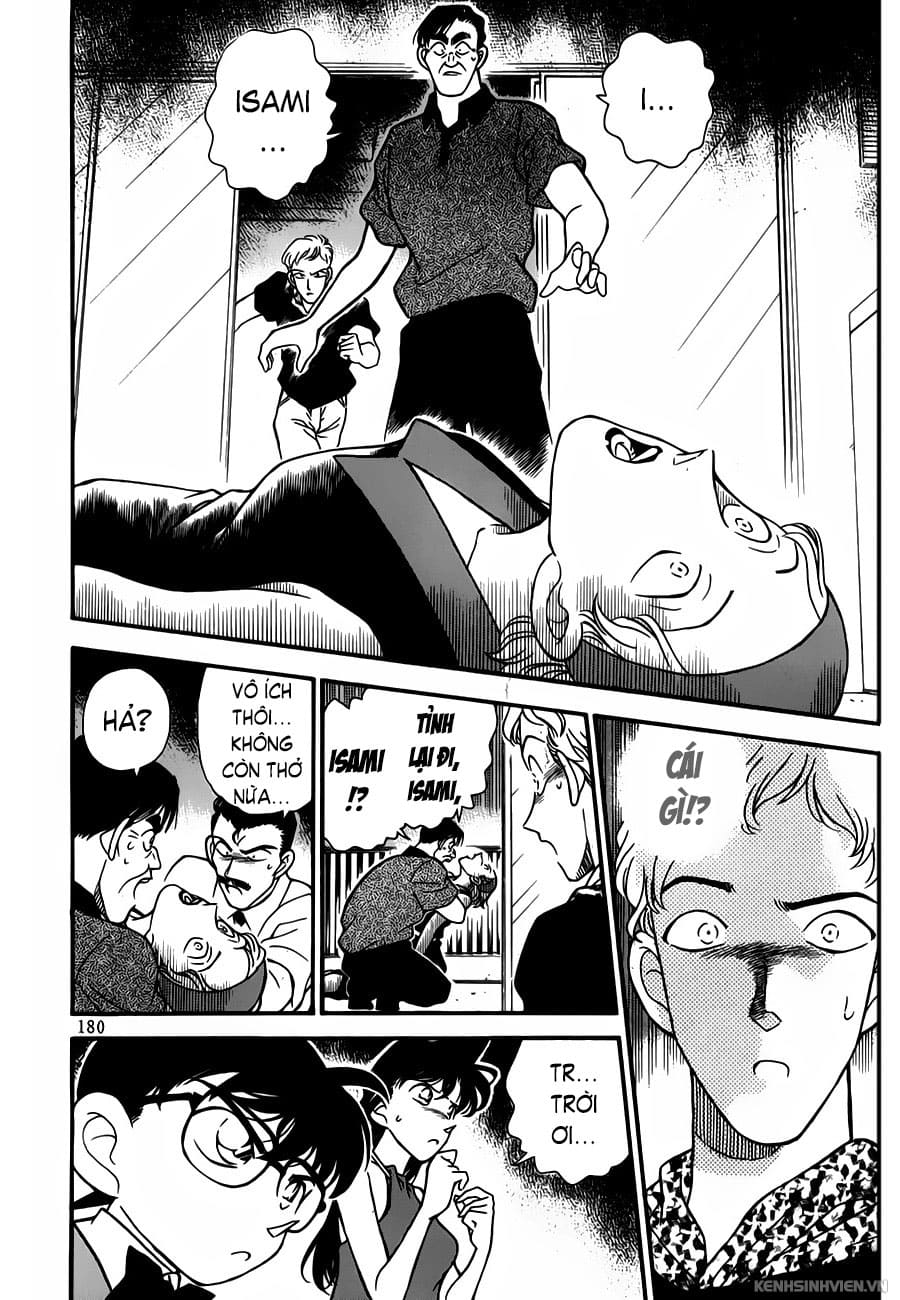 I...
ISAMI
...
CÁI
GÌ!?
TỈNH
LẠI ĐI,
ISAMI,
ISAMI
!?
VÔ ÍCH
THÔI...
KHÔNG
CÒN THỞ
NỮA...
HẢ?
180
TR...
TRỜI
ƠI...
KENHSINHVIEN.VN